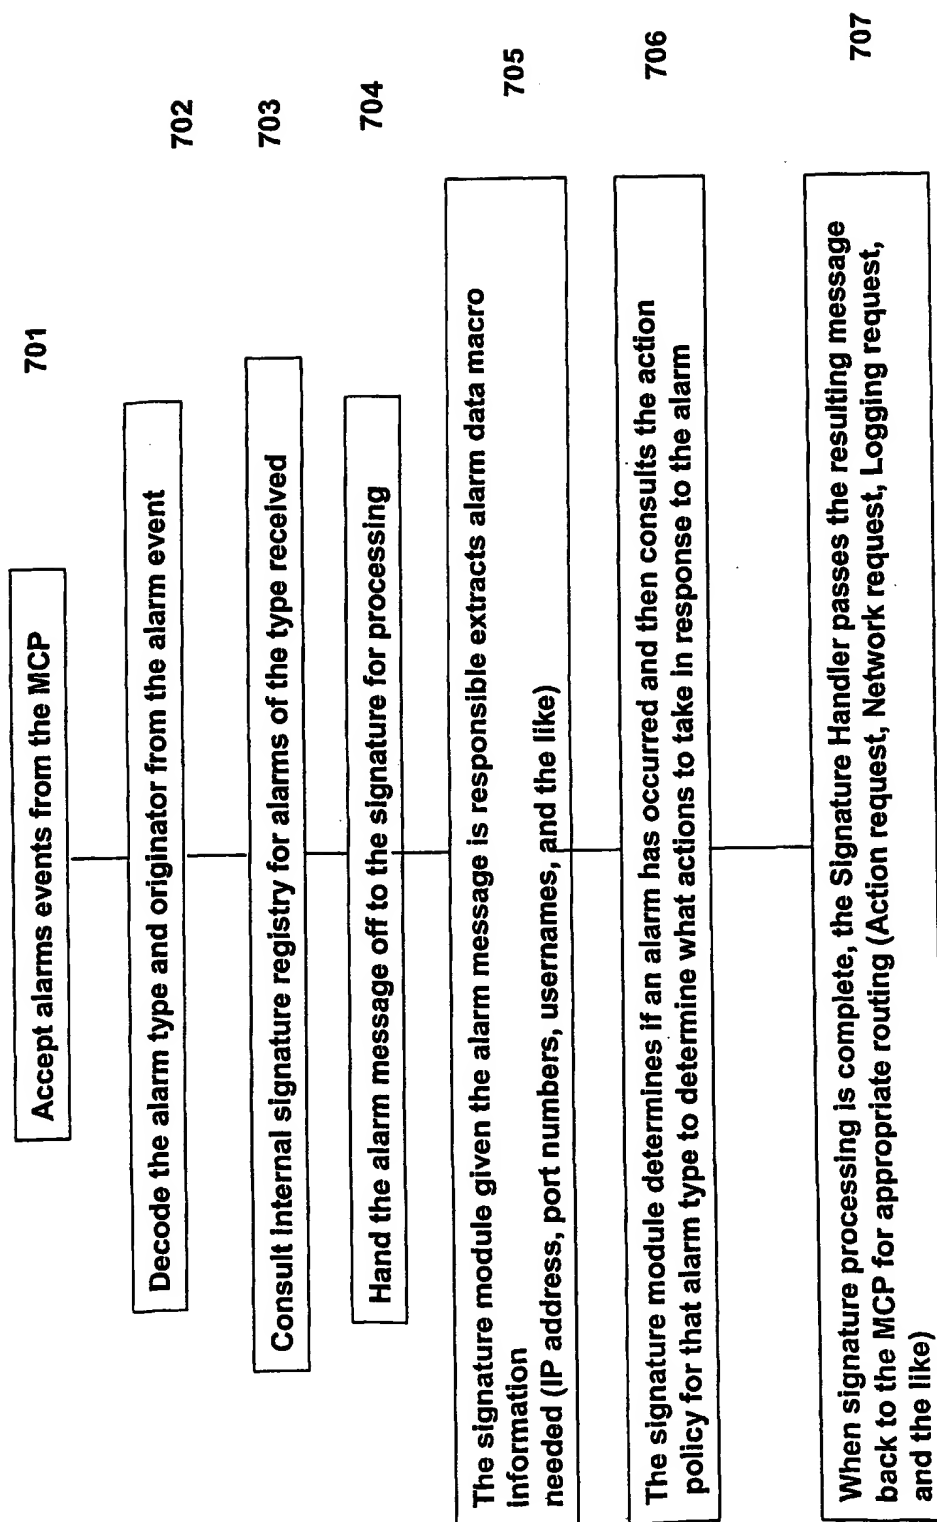 701
Accept alarms events from the MCP
702
Decode the alarm type and originator from the alarm event
703
Consult Internal signature registry for alarms of the type received
704
Hand the alarm message off to the signature for processing
705
The signature module given the alarm message is responsible extracts alarm data macro
information
needed (IP address, port numbers, usernames, and the like)
706
The signature module determines if an alarm has occurred and then consults the action
policy for that alarm type to determine what actions to take in response to the alarm
707
When signature processing is complete, the Signature Handler passes the resulting message
back to the MCP for appropriate routing (Action request, Network request, Logging request,
and the like)